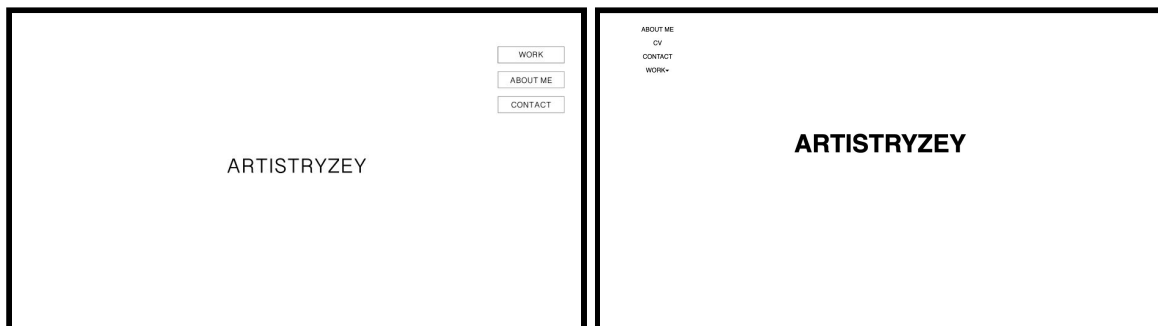 WORK
ABOUT ME
CONTACT
ARTISTRYZEY
ABOUT ME
CV
CONTACT
WORK
ARTISTRYZEY